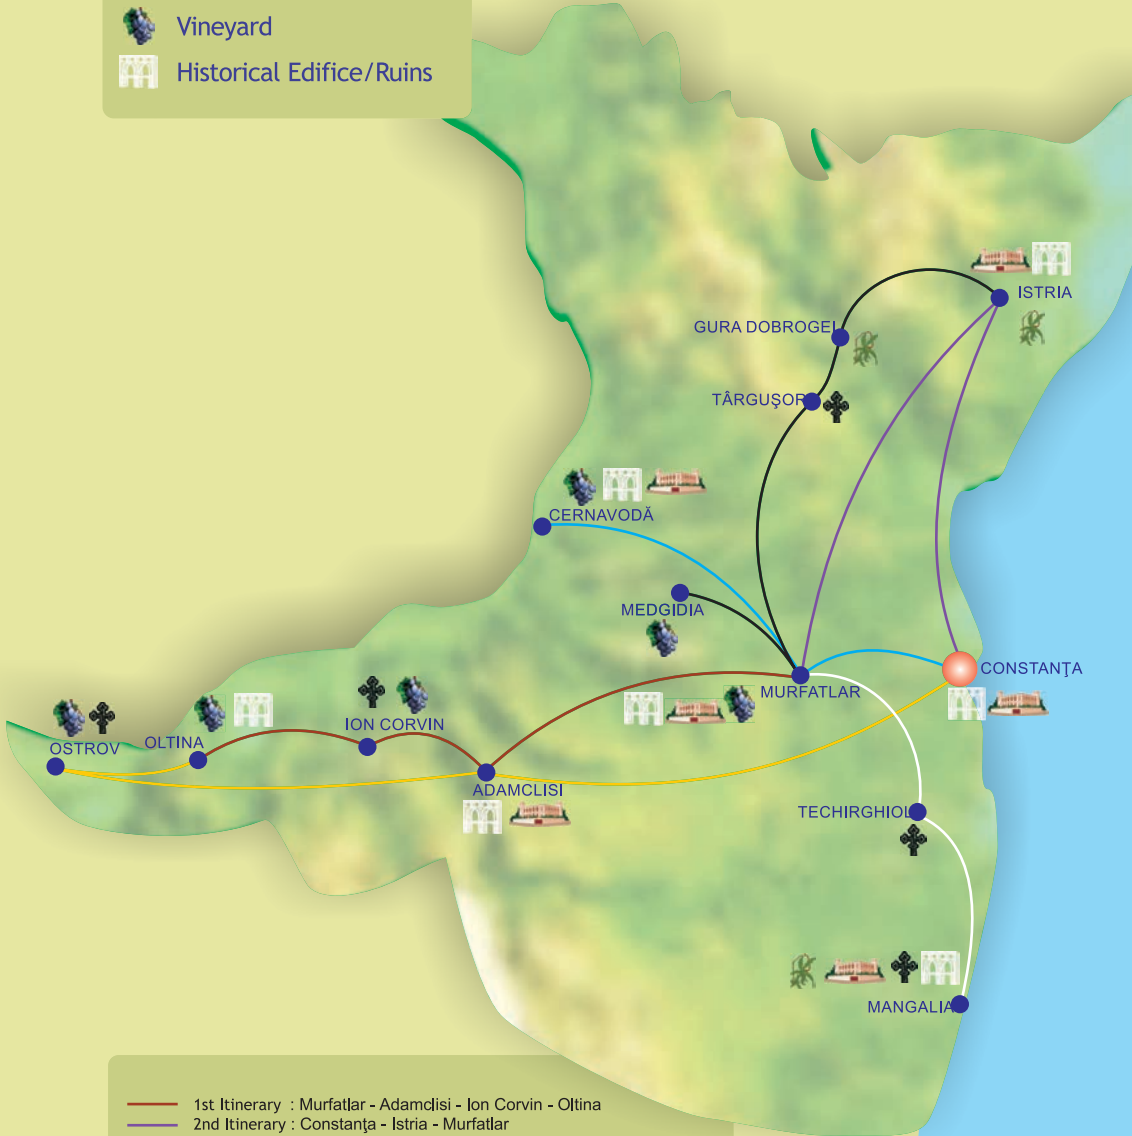 Vineyard
Historical Edifice/Ruins
ISTRIA
GURA DOBROGEI
TÂRGUŞOR
CERNAVODĂ
MEDGIDIA
CONSTANŢA
MURFATLAR
ION CORVIN
OLTINA
OSTROV
ADAMCLISI
TECHIRGHIOL
MANGALIA
1st Itinerary : Murfatlar - Adamclisi - Ion Corvin - Oltina
2nd Itinerary : Constanţa - Istria - Murfatlar